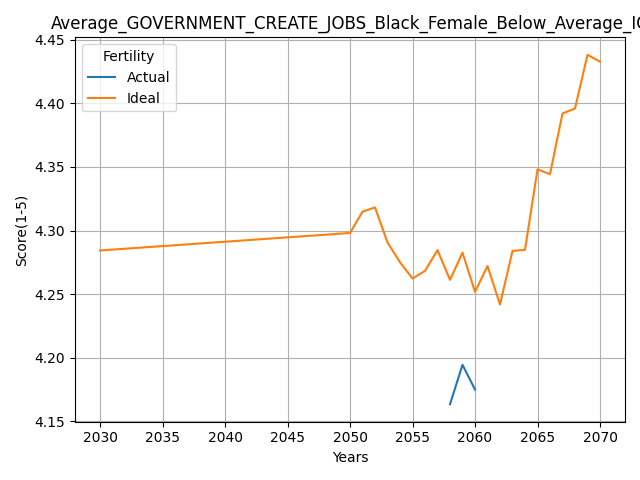 Average_GOVERNMENT_CREATE_JOBS_Black_Female_Below_Average_IQ
Fertility
Actual
Ideal
4.45
4.40
4.35
4.30
4.25
4.20
4.15
Score(1-5)
2030 2035 2040 2045 2050 2055 2060 2065 2070
Years